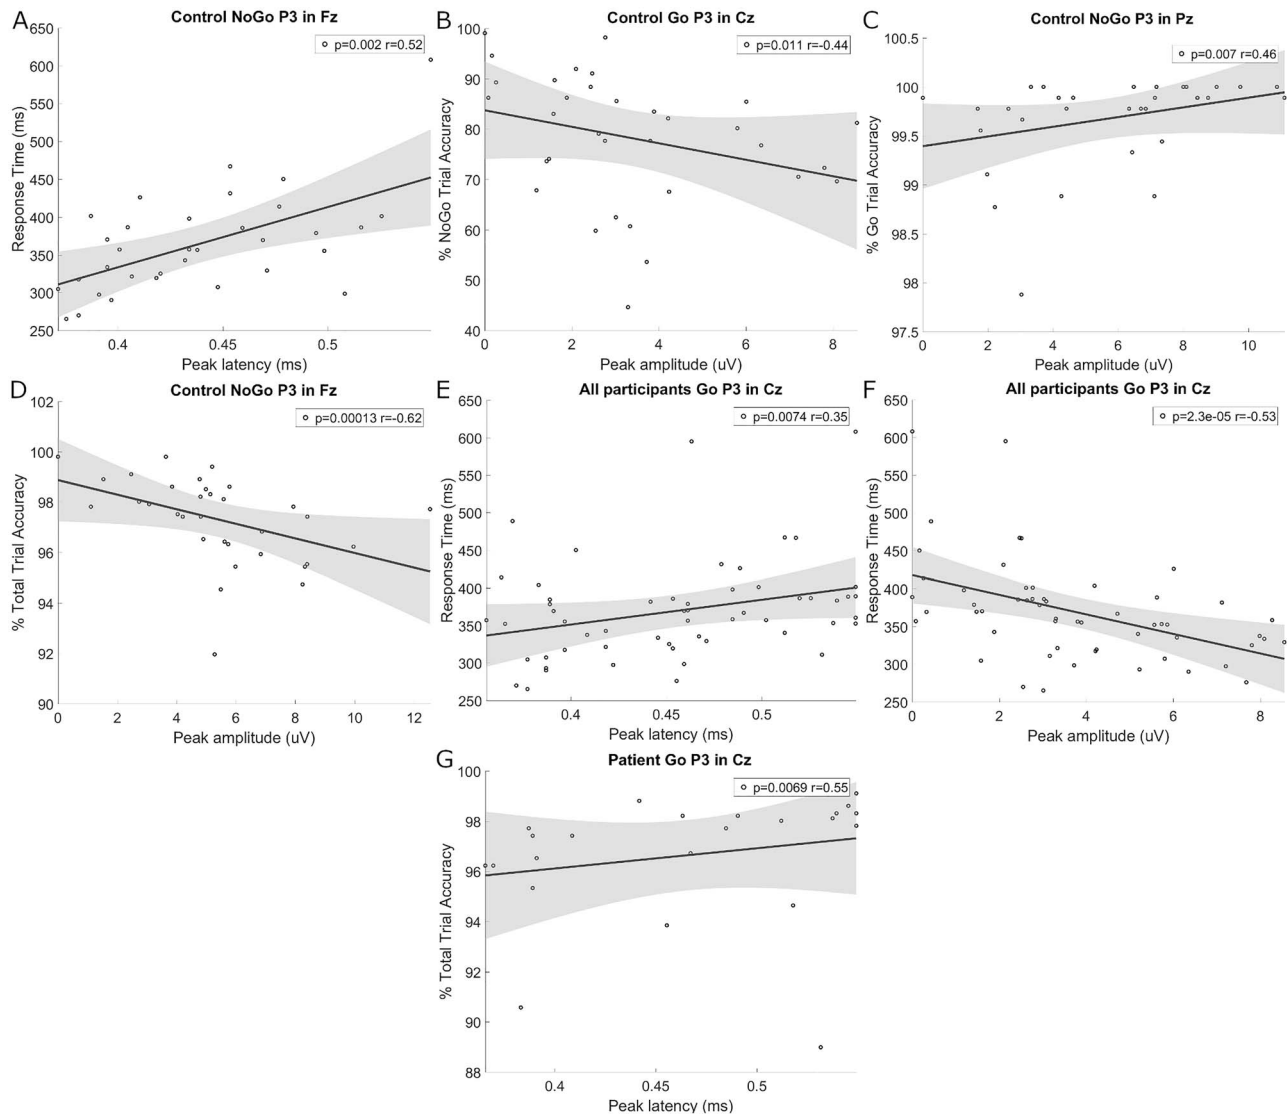 A
Control NoGo P3 in Fz
p=0.002 r=0.52
650
600
550
500
450
400
350
300
250
Response Time (ms)
0.4
0.45
0.5
Peak latency (ms)
B
Control Go P3 in Cz
p=0.011 r=-0.44
100
90
80
70
60
50
40
% NoGo Trial Accuracy
0
2
4
6
8
Peak amplitude (uV)
C
Control NoGo P3 in Pz
p=0.007 r=0.46
100.5
100
99.5
99
98.5
98
97.5
% Go Trial Accuracy
0
2
4
6
8
10
Peak amplitude (uV)
D
Control NoGo P3 in Fz
p=0.00013 r=-0.62
102
100
98
96
94
92
90
% Total Trial Accuracy
0
2
4
6
8
10
12
Peak amplitude (uV)
E
All participants Go P3 in Cz
p=0.0074 r=0.35
650
600
550
500
450
400
350
300
250
Response Time (ms)
0.4
0.45
0.5
Peak latency (ms)
F
All participants Go P3 in Cz
p=2.3e-05 r=-0.53
650
600
550
500
450
400
350
300
250
Response Time (ms)
0
2
4
6
8
Peak amplitude (uV)
G
Patient Go P3 in Cz
p=0.0069 r=0.55
100
98
96
94
92
90
88
% Total Trial Accuracy
0.4
0.45
0.5
Peak latency (ms)